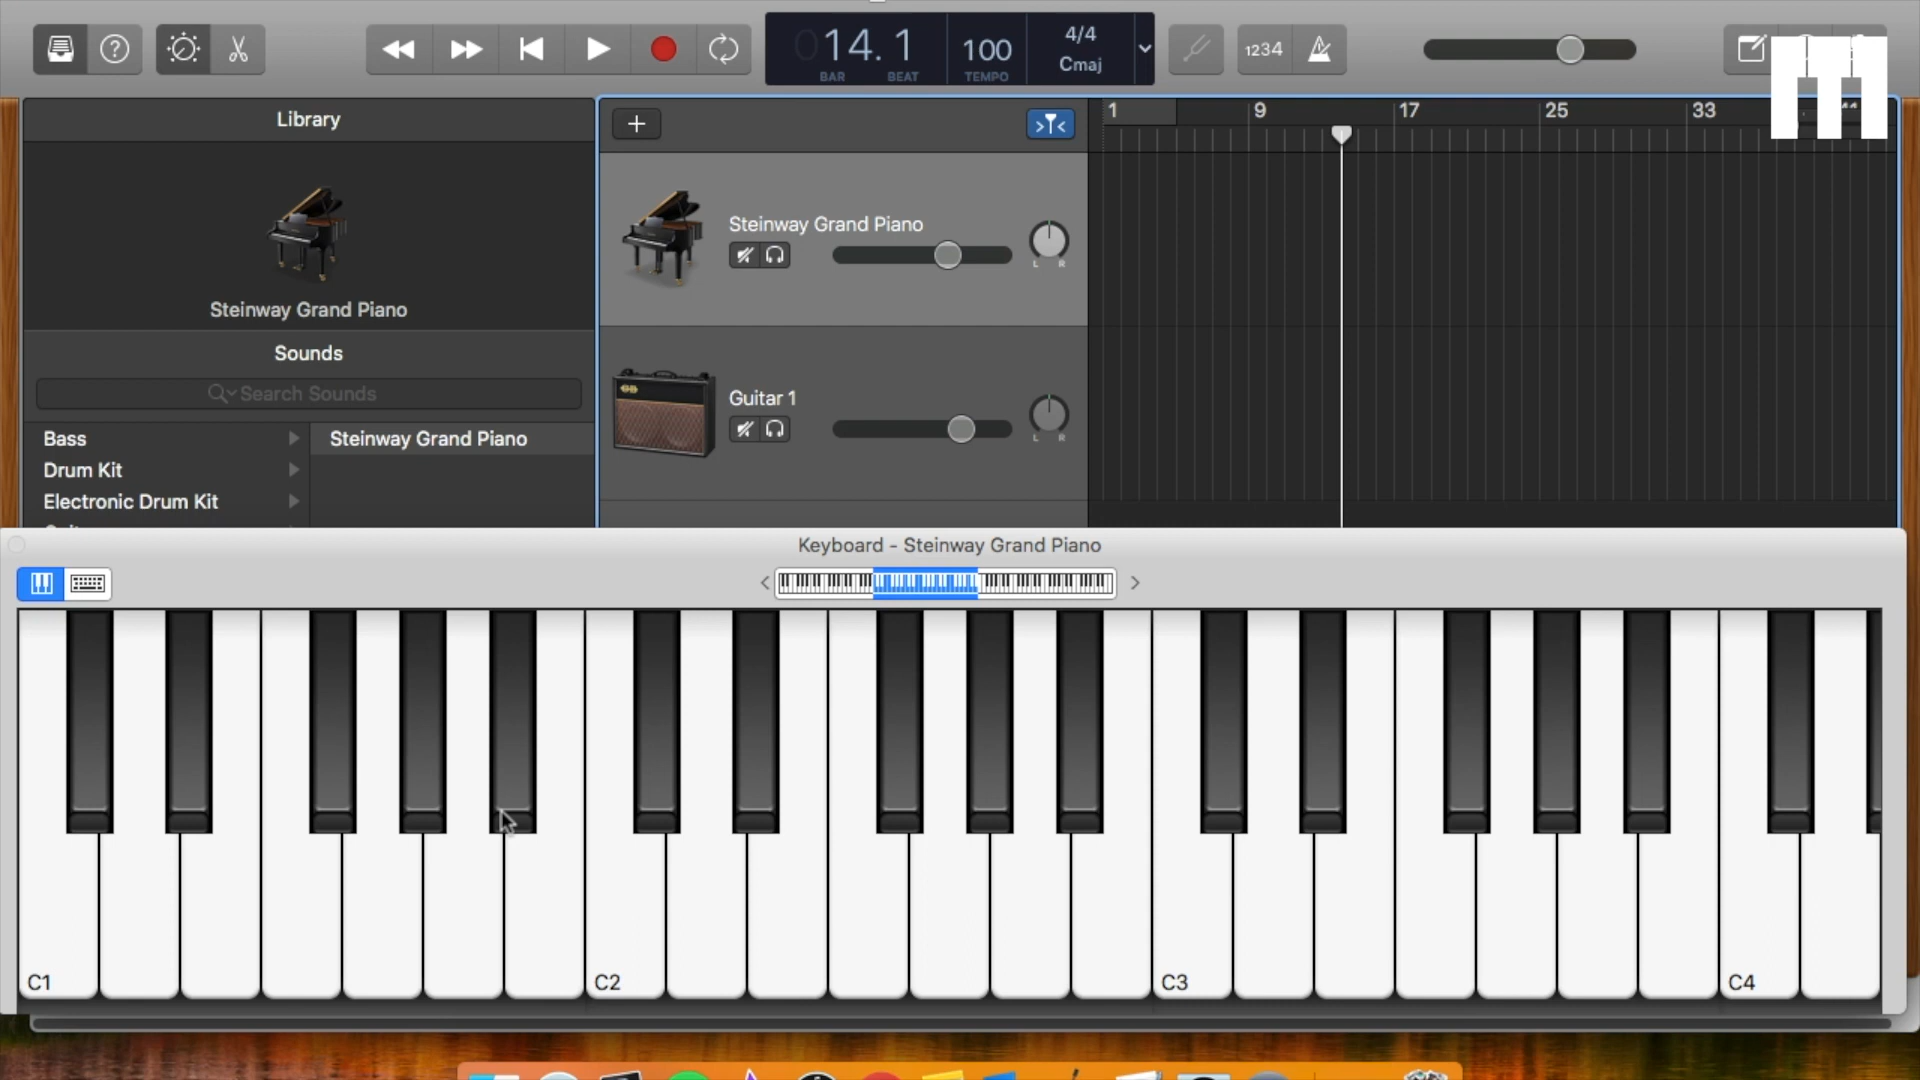 014.1
BAR BEAT
100
TEMPO
4/4
Cmaj
1234
Library
1 9 17 25 33
Steinway Grand Piano
L R
Steinway Grand Piano
Sounds
Search Sounds
Guitar 1
L R
Bass
Steinway Grand Piano
Drum Kit
Electronic Drum Kit
Keyboard - Steinway Grand Piano
C1 C2 C3 C4